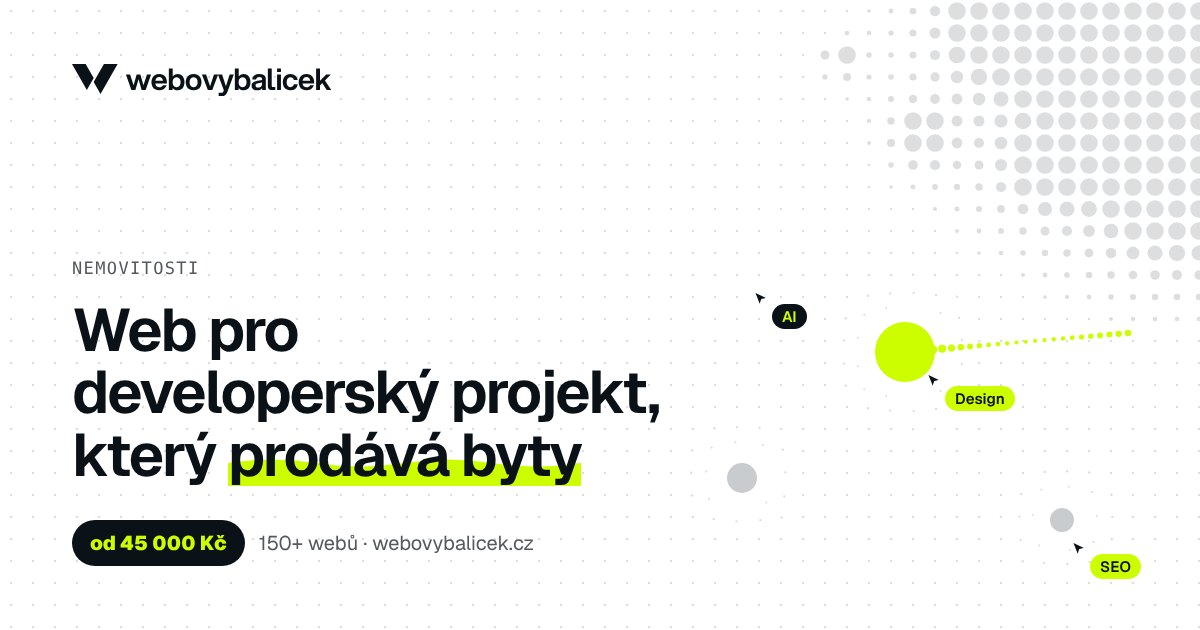 webovybalicek
NEMOVITOSTI
Web pro
developerský projekt,
který prodává byty
od 45 000 Kč
150+ webů · webovybalicek.cz
AI
Design
SEO